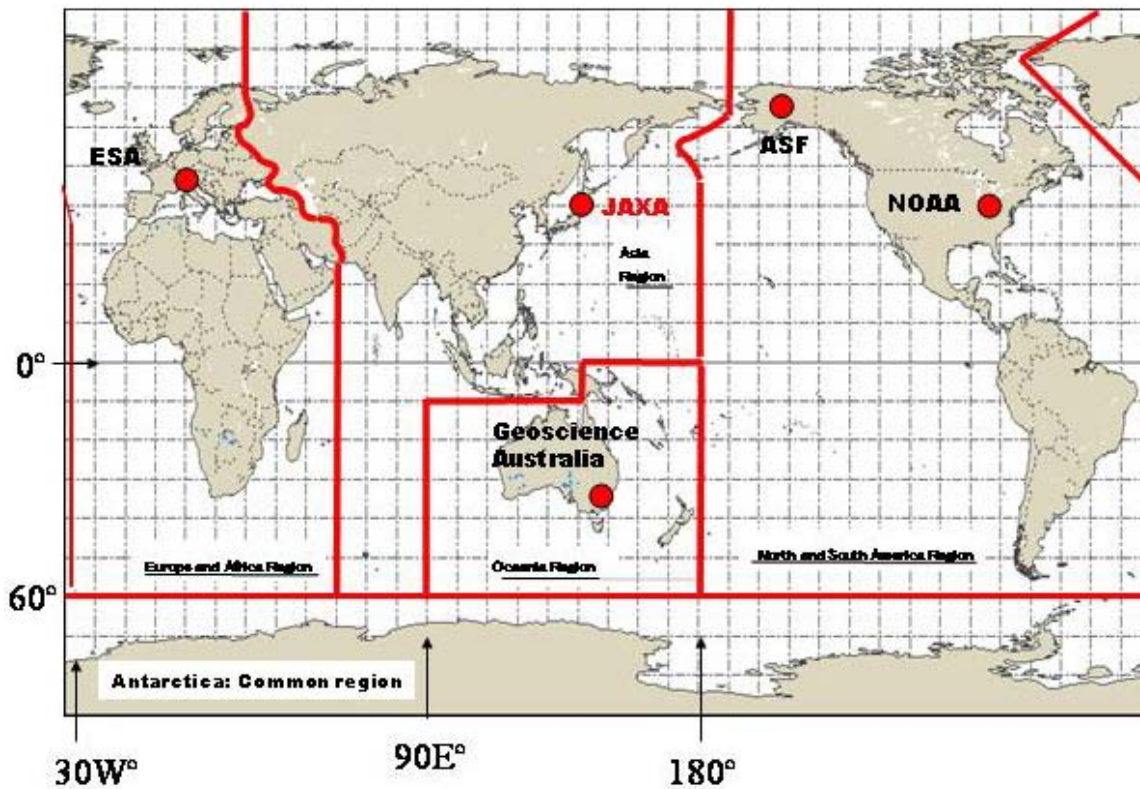 ESA
ASF
JAXA
NOAA
Asia
Region
0°
Geoscience
Australia
Europe and Africa Region
Oceania Region
North and South America Region
60°
Antarctica: Common region
30W°
90E°
180°